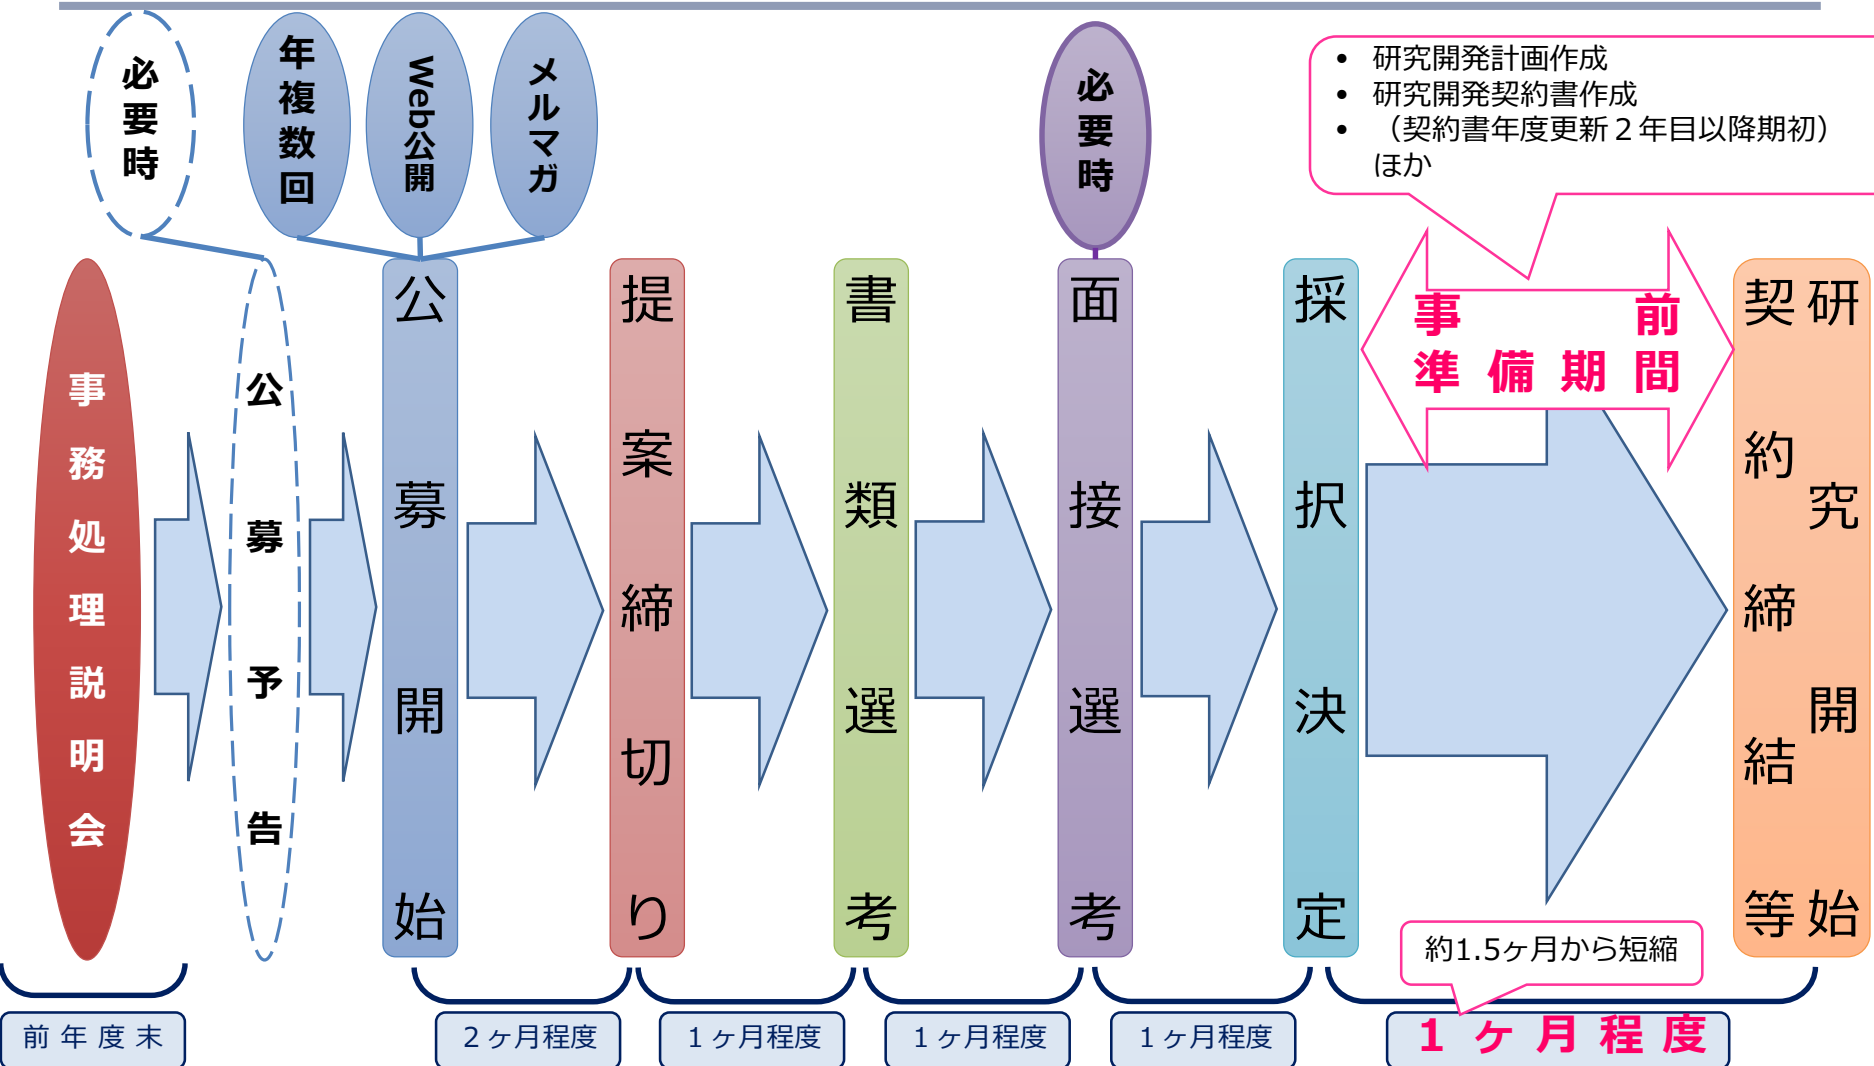 必要時
年複数回
Web公開
メルマガ
必要時
• 研究開発計画作成
• 研究開発契約書作成
• （契約書年度更新２年目以降期初）
ほか
事務処理説明会
公募予告
公募開始
提案締切り
書類選考
面接選考
採択決定
事前
準備期間
研究開始
契約締結等
約1.5ヶ月から短縮
前年度末
２ヶ月程度
１ヶ月程度
１ヶ月程度
１ヶ月程度
１ヶ月程度